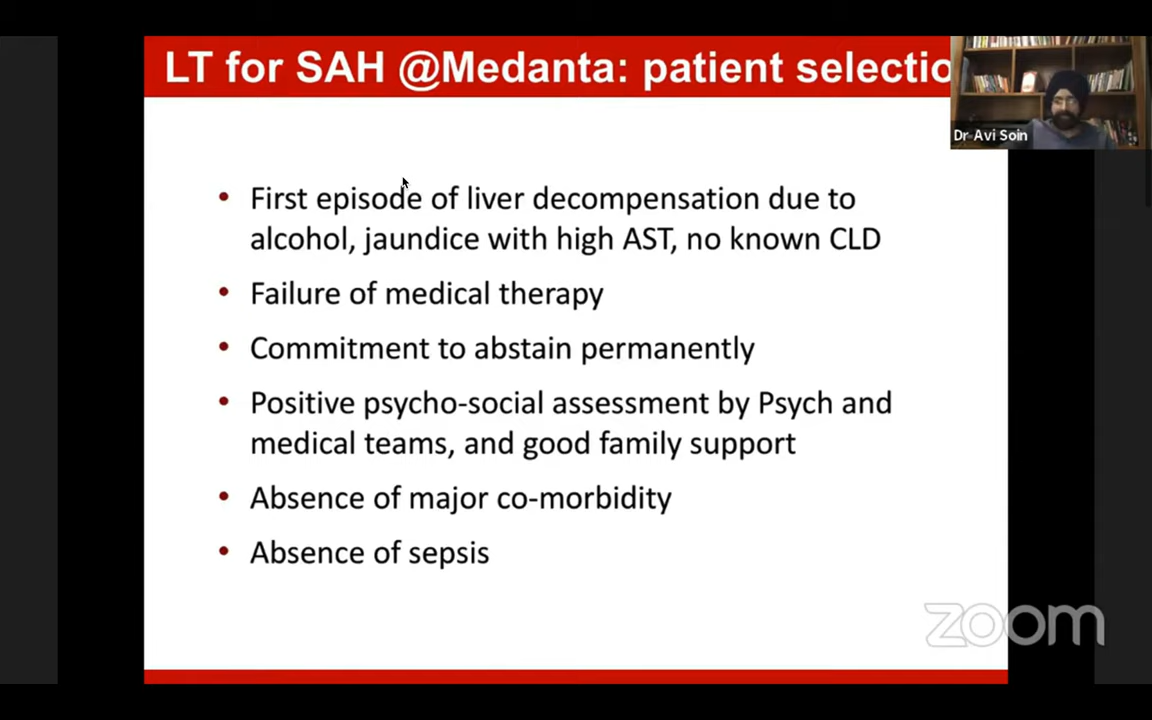 LT for SAH @Medanta: patient selectio
Dr Avi Soin
• First episode of liver decompensation due to
alcohol, jaundice with high AST, no known CLD
• Failure of medical therapy
• Commitment to abstain permanently
• Positive psycho-social assessment by Psych and
medical teams, and good family support
• Absence of major co-morbidity
• Absence of sepsis
zoom